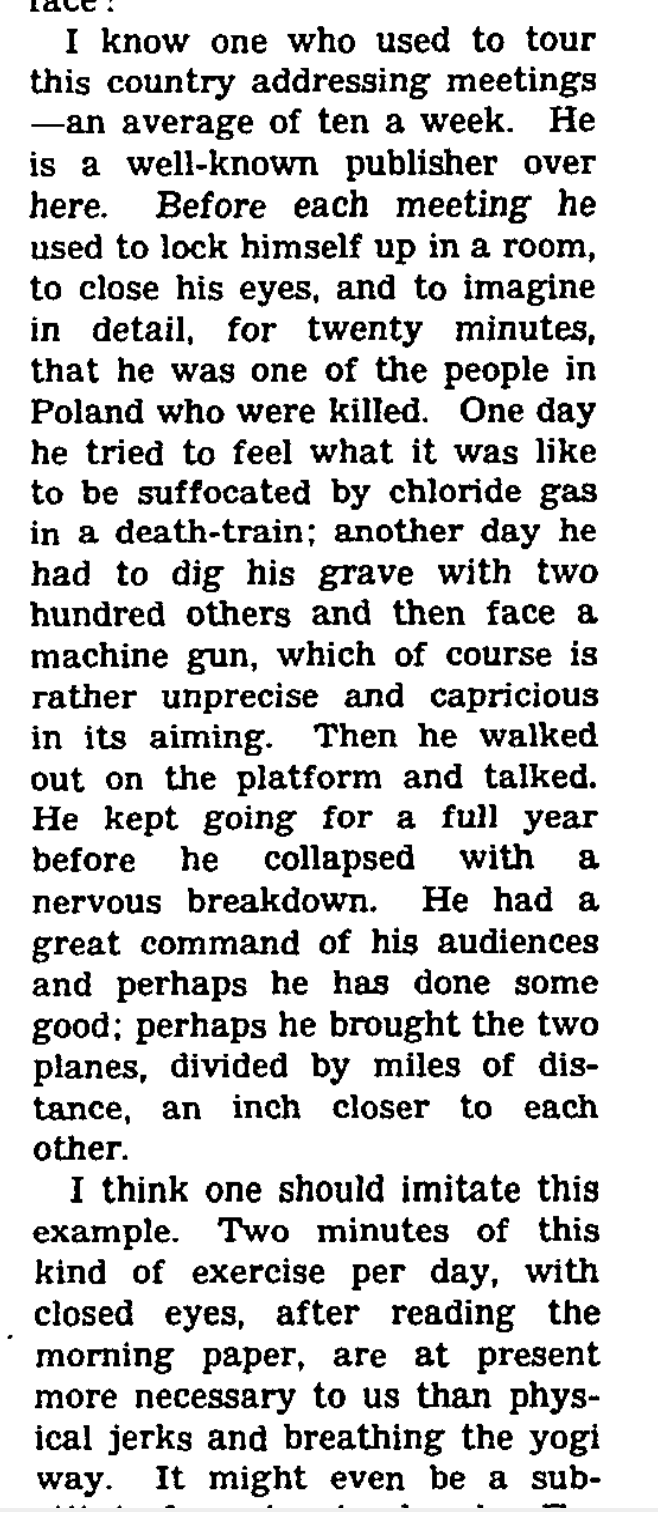 I know one who used to tour
this country addressing meetings
—an average of ten a week. He
is a well-known publisher over
here. Before each meeting he
used to lock himself up in a room,
to close his eyes, and to imagine
in detail, for twenty minutes,
that he was one of the people in
Poland who were killed. One day
he tried to feel what it was like
to be suffocated by chloride gas
in a death-train; another day he
had to dig his grave with two
hundred others and then face a
machine gun, which of course is
rather unprecise and capricious
in its aiming. Then he walked
out on the platform and talked.
He kept going for a full year
before he collapsed with a
nervous breakdown. He had a
great command of his audiences
and perhaps he has done some
good; perhaps he brought the two
planes, divided by miles of dis-
tance, an inch closer to each
other.
I think one should imitate this
example. Two minutes of this
kind of exercise per day, with
closed eyes, after reading the
morning paper, are at present
more necessary to us than phys-
ical jerks and breathing the yogi
way. It might even be a sub-